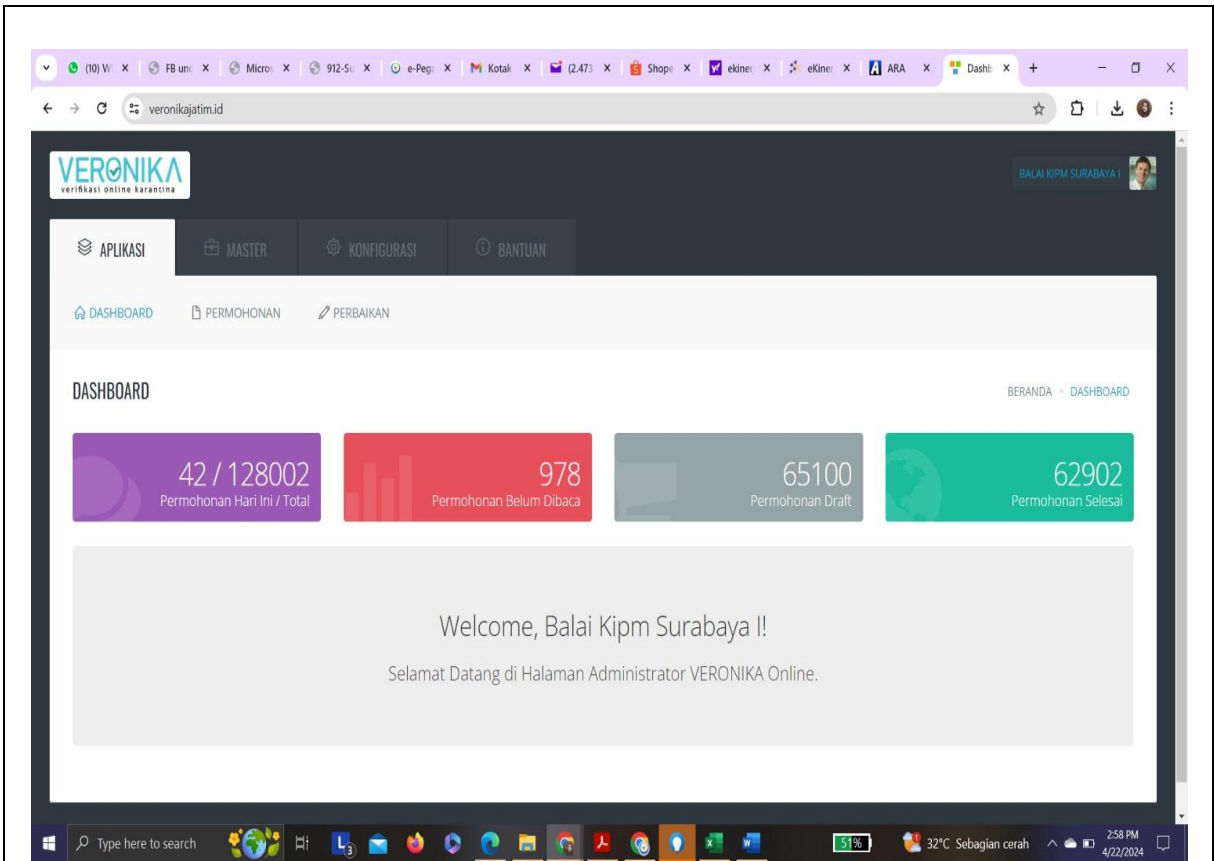 (10) W
FB und
Micros
912-Su
e-Pega
Kotak
(2.473
Shope
ekiner
eKiner
ARA
Dashb
veronikajatim.id
VERONIKA
verifikasi online karantina
BALAI KIPM SURABAYA I
APLIKASI
MASTER
KONFIGURASI
BANTUAN
DASHBOARD
PERMOHONAN
PERBAIKAN
DASHBOARD
BERANDA
DASHBOARD
42 / 128002
Permohonan Hari Ini / Total
978
Permohonan Belum Dibaca
65100
Permohonan Draft
62902
Permohonan Selesai
Welcome, Balai Kipm Surabaya I!
Selamat Datang di Halaman Administrator VERONIKA Online.
Type here to search
51%
32°C Sebagian cerah
2:58 PM
4/22/2024